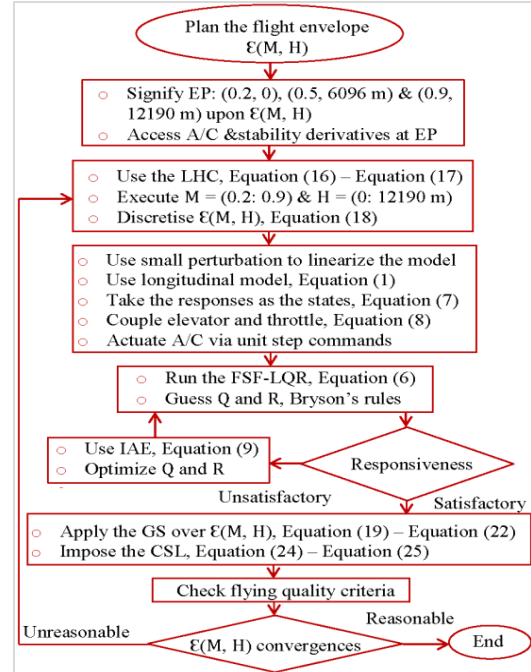 Plan the flight envelope
Ɛ(M, H)
Signify EP: (0.2, 0), (0.5, 6096 m) & (0.9,
12190 m) upon Ɛ(M, H)
Access A/C &stability derivatives at EP
Use the LHC, Equation (16) – Equation (17)
Execute M = (0.2: 0.9) & H = (0: 12190 m)
Discretise Ɛ(M, H), Equation (18)
Use small perturbation to linearize the model
Use longitudinal model, Equation (1)
Take the responses as the states, Equation (7)
Couple elevator and throttle, Equation (8)
Actuate A/C via unit step commands
Run the FSF-LQR, Equation (6)
Guess Q and R, Bryson’s rules
Use IAE, Equation (9)
Optimize Q and R
Responsiveness
Unsatisfactory
Satisfactory
Apply the GS over Ɛ(M, H), Equation (19) – Equation (22)
Impose the CSL, Equation (24) – Equation (25)
Check flying quality criteria
Unreasonable
Reasonable
Ɛ(M, H) convergences
End